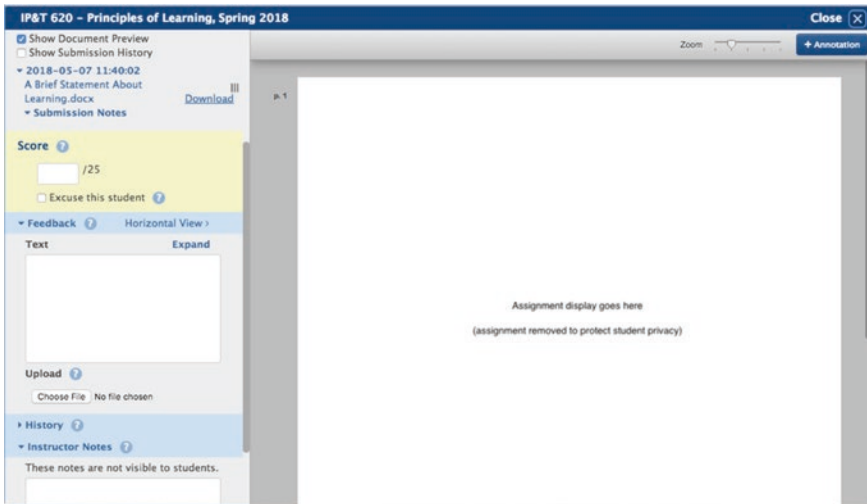 IP&T 620 – Principles of Learning, Spring 2018
Close X
Show Document Preview
Show Submission History
2018-05-07 11:40:02
A Brief Statement About
Learning.docx
Download
Submission Notes
Score ?
/25
Excuse this student ?
Feedback ? Horizontal View >
Text Expand
Upload ?
Choose File No file chosen
History ?
Instructor Notes ?
These notes are not visible to students.
Zoom
+ Annotation
p. 1
Assignment display goes here
(assignment removed to protect student privacy)